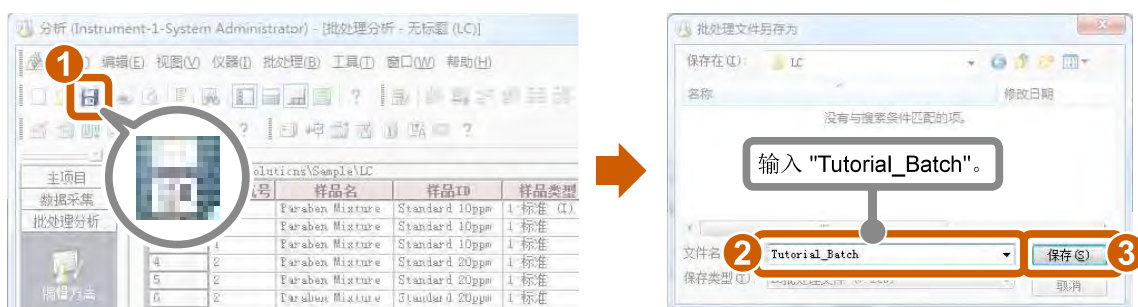 分析 (Instrument-1-System Administrator) - [批处理分析 - 无标题 (LC)]
1
编辑(E) 视图(V) 仪器(I) 批处理(B) 工具(T) 窗口(W) 帮助(H)
主项目
数据采集
批处理分析
编辑方法
olutions\Sample\LC
号 样品名 样品ID 样品类型
Paraben Mixture Standard 10ppm 1 标准 (I)
Paraben Mixture Standard 10ppm 1 标准
1 Paraben Mixture Standard 10ppm 1 标准
4 2 Paraben Mixture Standard 20ppm 1 标准
5 2 Paraben Mixture Standard 20ppm 1 标准
6 2 Paraben Mixture Standard 20ppm 1 标准
批处理文件另存为
保存在(I): LC
名称 修改日期
没有与搜索条件匹配的项。
输入 "Tutorial_Batch"。
文件名 2 Tutorial_Batch 保存(S) 3
保存类型(T): 取消